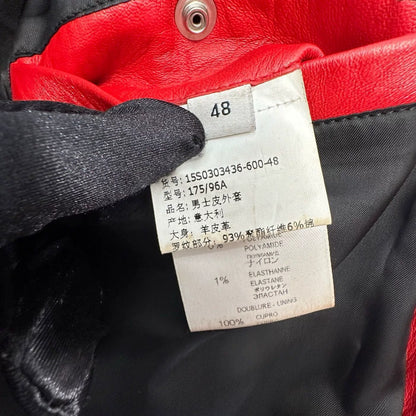 48
货号: 15S0303436-600-48
型号: 175/96A
品名: 男士皮外套
产地: 意大利
大身: 羊皮革
罗纹部分: 93%聚酯纤维6%锦
POLYAMIDE
ナイロン
1% ELASTHANNE
ELASTANE
ポリウレタン
ЭЛАСТАН
DOUBLURE - LINING
100% CUPRO